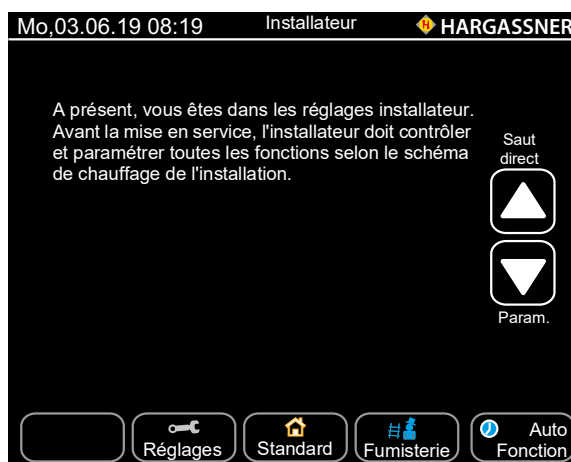 Mo,03.06.19 08:19 Installateur HARGASSNER
A présent, vous êtes dans les réglages installateur.
Avant la mise en service, l'installateur doit contrôler
et paramétrer toutes les fonctions selon le schéma
de chauffage de l'installation.
Saut
direct
Param.
Réglages
Standard
Fumisterie
Auto
Fonction